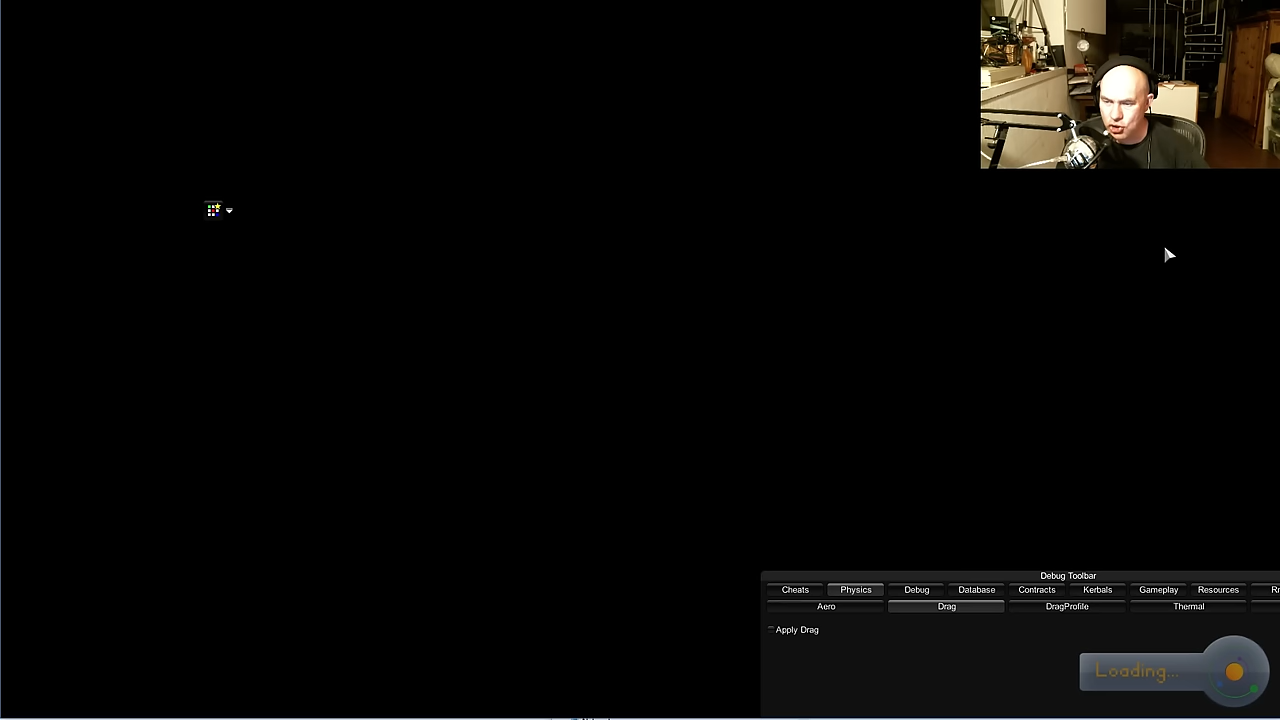 Debug Toolbar
Cheats Physics Debug Database Contracts Kerbals Gameplay Resources
Aero Drag DragProfile Thermal
Apply Drag
Loading...